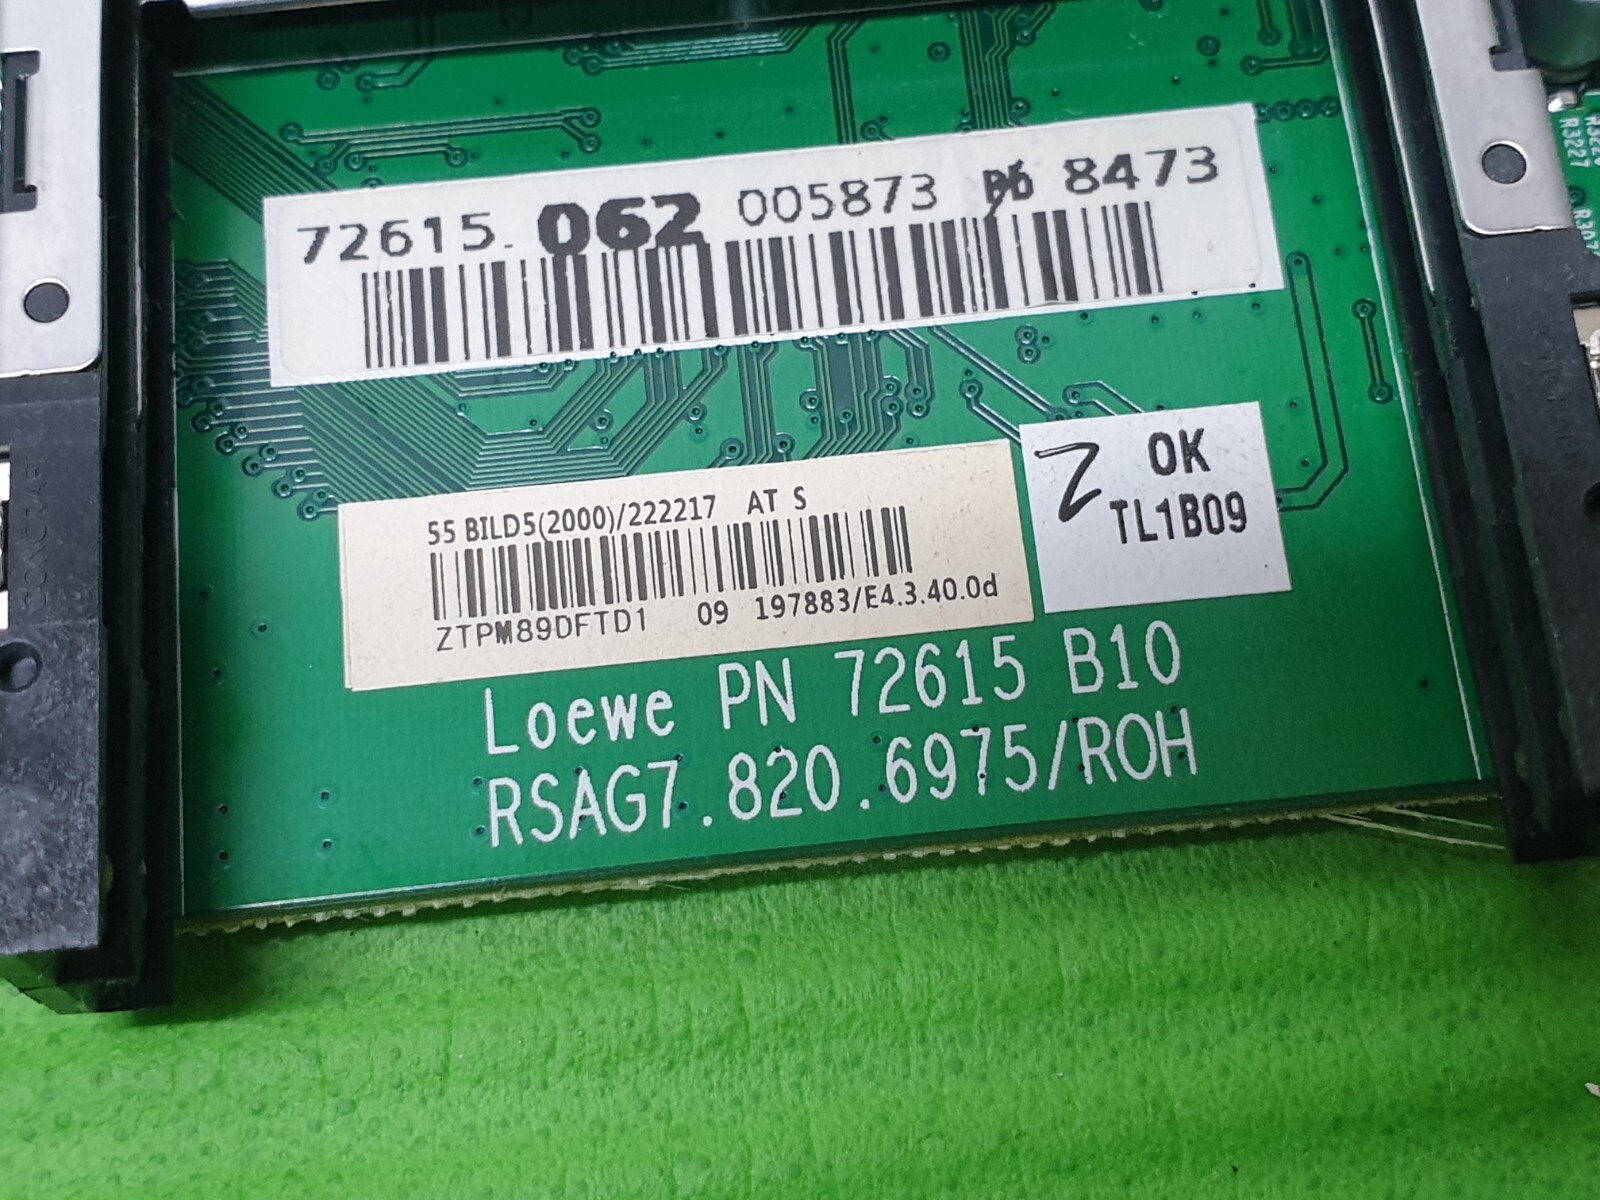 72615. 062 005873 8473
55 BILD5(2000)/222217 AT S
ZTPM89DFTD1 09 197883/E4.3.40.0d
Z OK
TL1B09
Loewe PN 72615 B10
RSAG7.820.6975/ROH
R3227